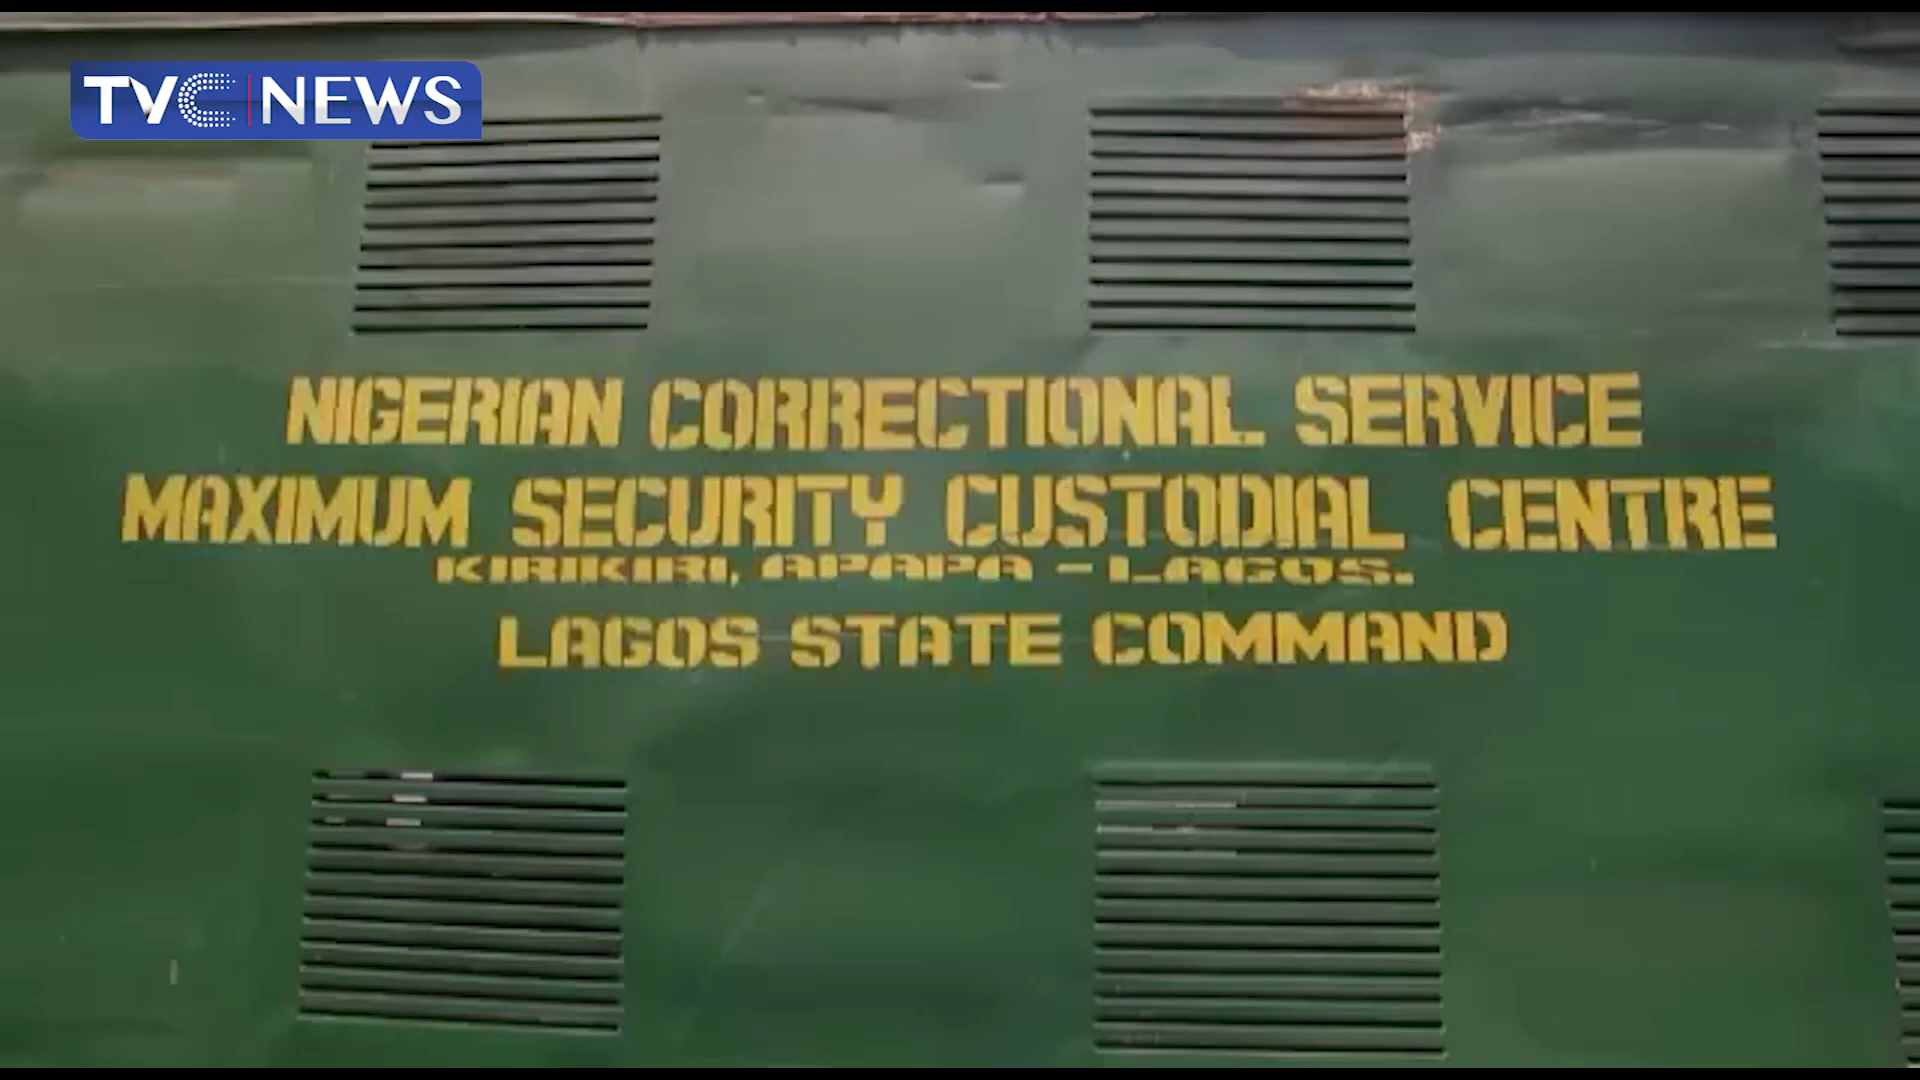 TVC NEWS
NIGERIAN CORRECTIONAL SERVICE
MAXIMUM SECURITY CUSTODIAL CENTRE
KIRIKIRI, APAPA - LAGOS.
LAGOS STATE COMMAND